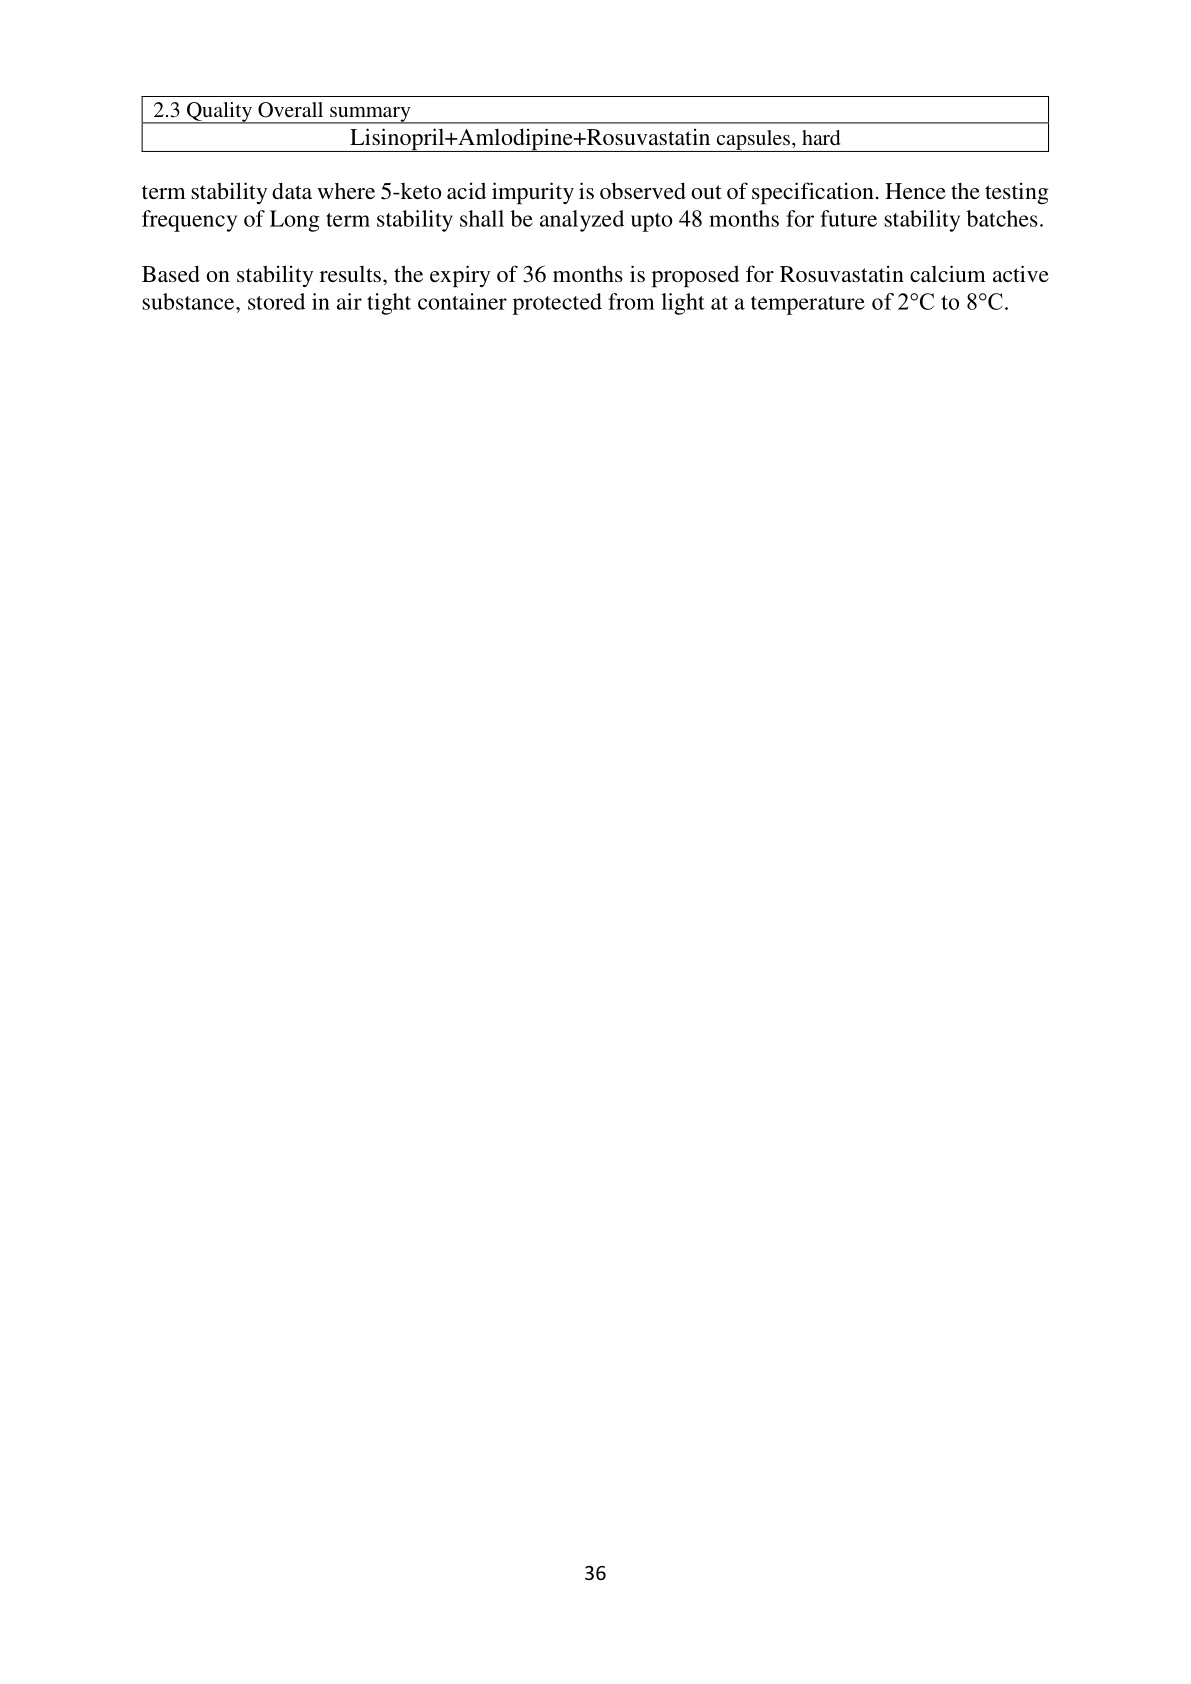 2.3 Quality Overall summary
Lisinopril+Amlodipine+Rosuvastatin capsules, hard
term stability data where 5-keto acid impurity is observed out of specification. Hence the testing
frequency of Long term stability shall be analyzed upto 48 months for future stability batches.
Based on stability results, the expiry of 36 months is proposed for Rosuvastatin calcium active
substance, stored in air tight container protected from light at a temperature of 2°C to 8°C.
36